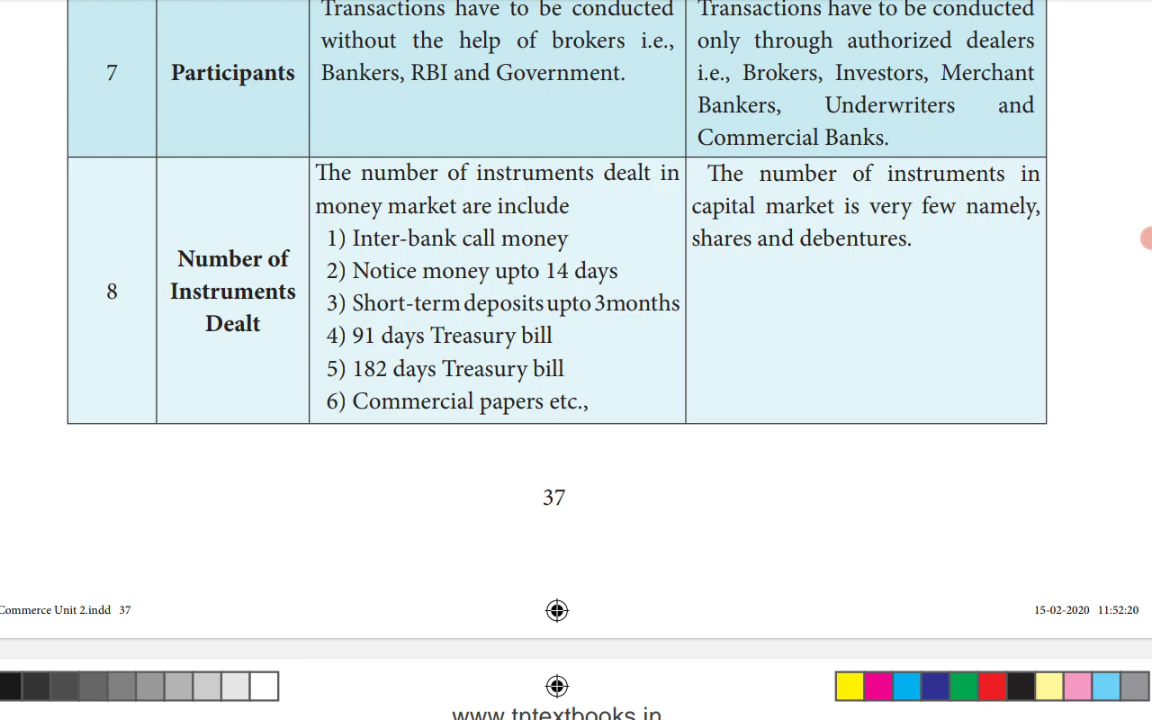 Transactions have to be conducted
without the help of brokers i.e.,
7 Participants Bankers, RBI and Government.
Transactions have to be conducted
only through authorized dealers
i.e., Brokers, Investors, Merchant
Bankers, Underwriters and
Commercial Banks.
8
Number of
Instruments
Dealt
The number of instruments dealt in
money market are include
1) Inter-bank call money
2) Notice money upto 14 days
3) Short-term deposits upto 3months
4) 91 days Treasury bill
5) 182 days Treasury bill
6) Commercial papers etc.,
The number of instruments in
capital market is very few namely,
shares and debentures.
37
Commerce Unit 2.indd 37
15-02-2020 11:52:20
www.tntextbooks.in